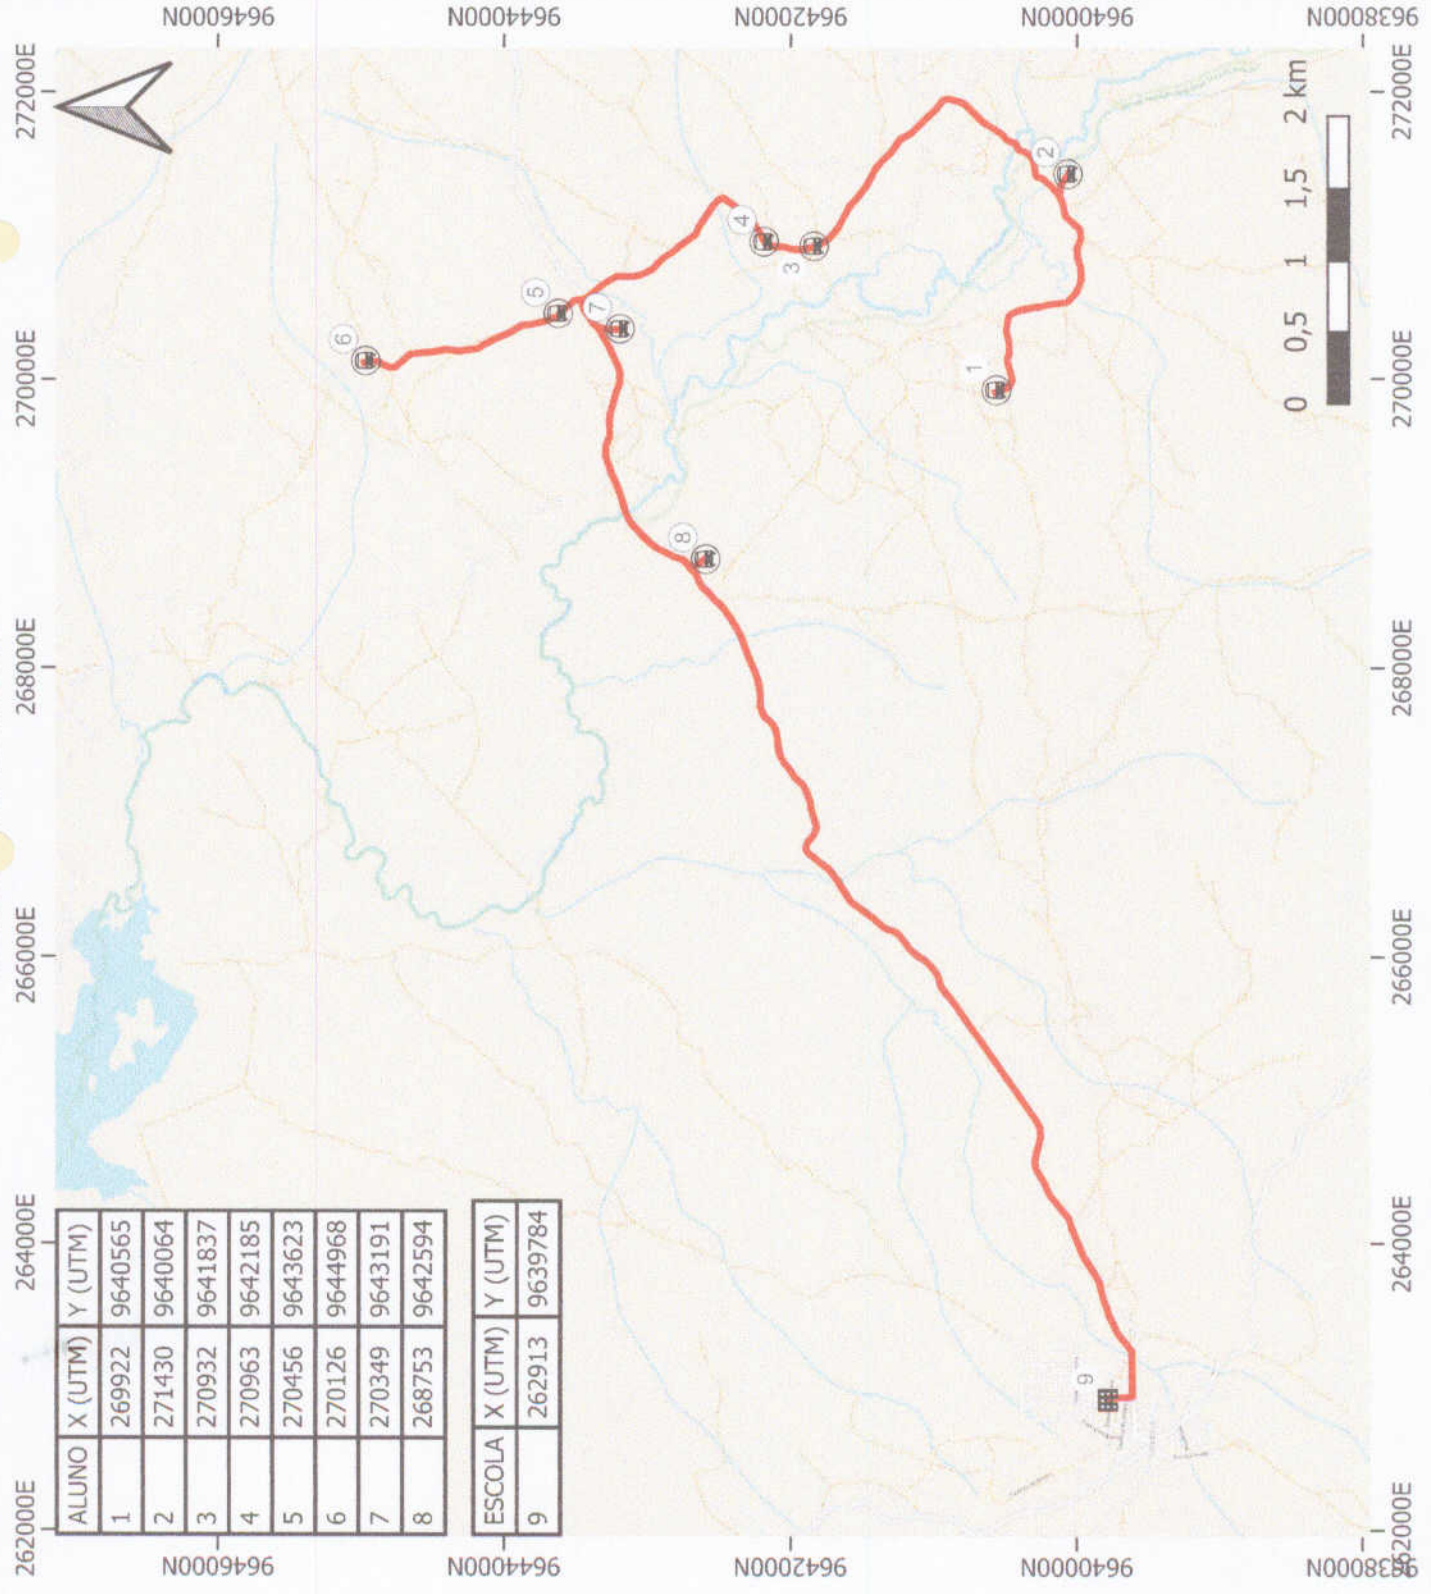 262000E 264000E 266000E 268000E 270000E 272000E
9646000N 9646000N
9644000N 9644000N
9642000N 9642000N
9640000N 9640000N
9638000N 9638000N
ALUNO X (UTM) Y (UTM)
1 269922 9640565
2 271430 9640064
3 270932 9641837
4 270963 9642185
5 270456 9643623
6 270126 9644968
7 270349 9643191
8 268753 9642594
ESCOLA X (UTM) Y (UTM)
9 262913 9639784
6
5
7
4
3
8
2
1
9
0 0,5 1 1,5 2 km
262000E 264000E 266000E 268000E 270000E 272000E